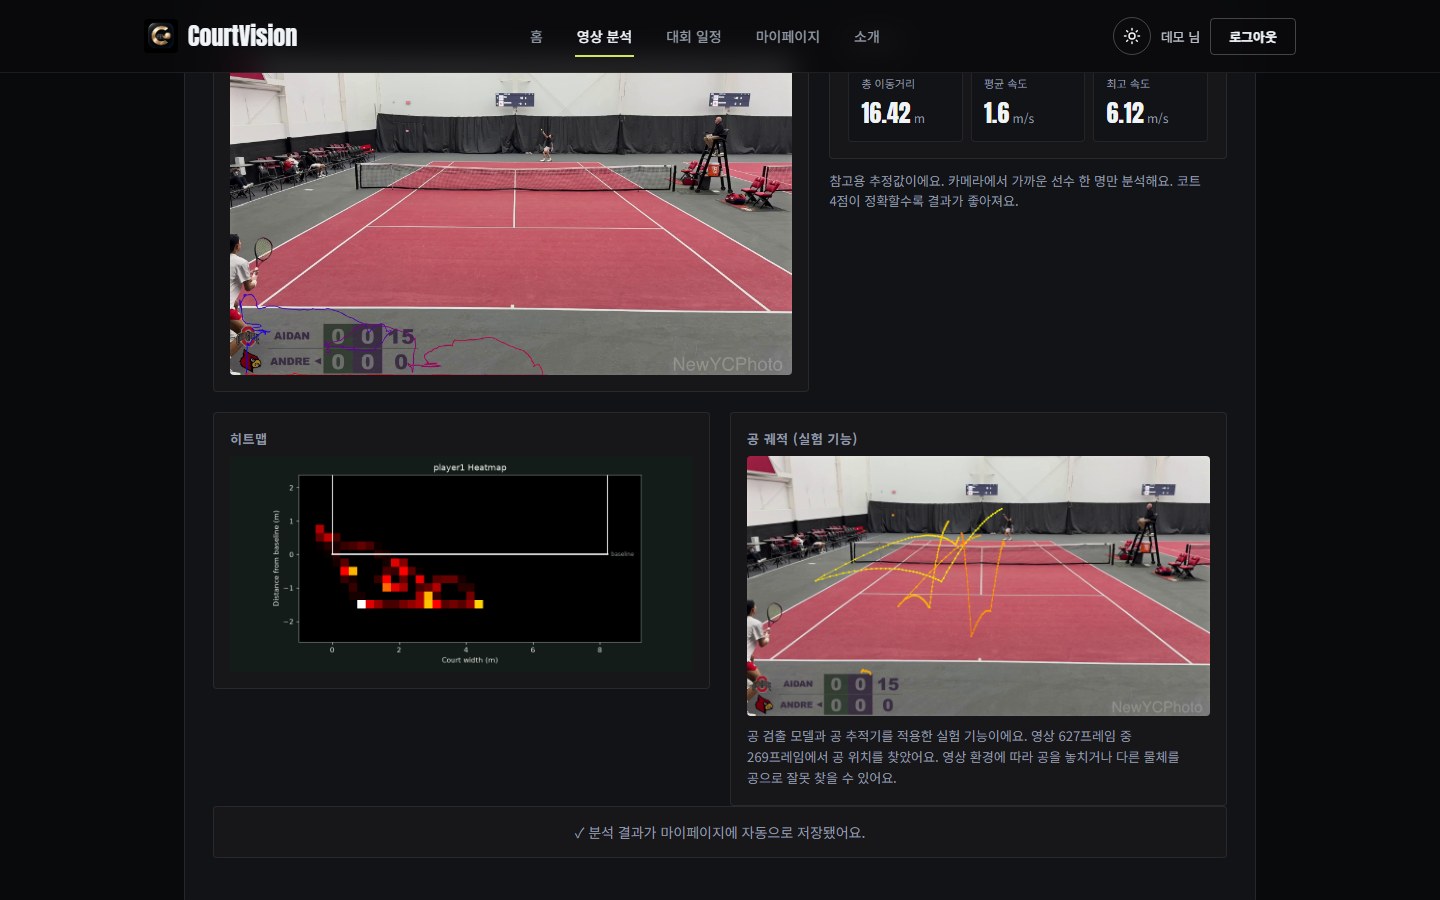 CourtVision
홈
영상 분석
대회 일정
마이페이지
소개
데모 님
로그아웃
총 이동거리
16.42 m
평균 속도
1.6 m/s
최고 속도
6.12 m/s
참고용 추정값이에요. 카메라에서 가까운 선수 한 명만 분석해요. 코트
4점이 정확할수록 결과가 좋아져요.
AIDAN 0 0 15
ANDRE ◂ 0 0 0
NewYCPhoto
히트맵
player1 Heatmap
Distance from baseline (m)
2
1
0
−1
−2
baseline
0 2 4 6 8
Court width (m)
공 궤적 (실험 기능)
AIDAN 0 0 15
ANDRE ◂ 0 0 0
NewYCPhoto
공 검출 모델과 공 추적기를 적용한 실험 기능이에요. 영상 627프레임 중
269프레임에서 공 위치를 찾았어요. 영상 환경에 따라 공을 놓치거나 다른 물체를
공으로 잘못 찾을 수 있어요.
✓ 분석 결과가 마이페이지에 자동으로 저장됐어요.